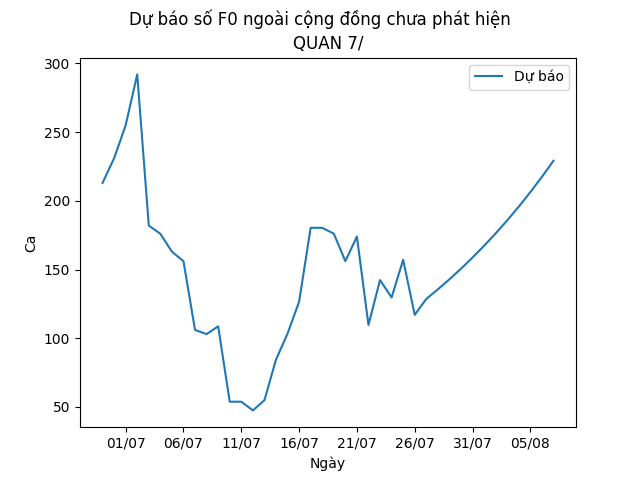 Dự báo số F0 ngoài cộng đồng chưa phát hiện
QUAN 7/
Dự báo
300
250
200
150
100
50
Ca
01/07 06/07 11/07 16/07 21/07 26/07 31/07 05/08
Ngày